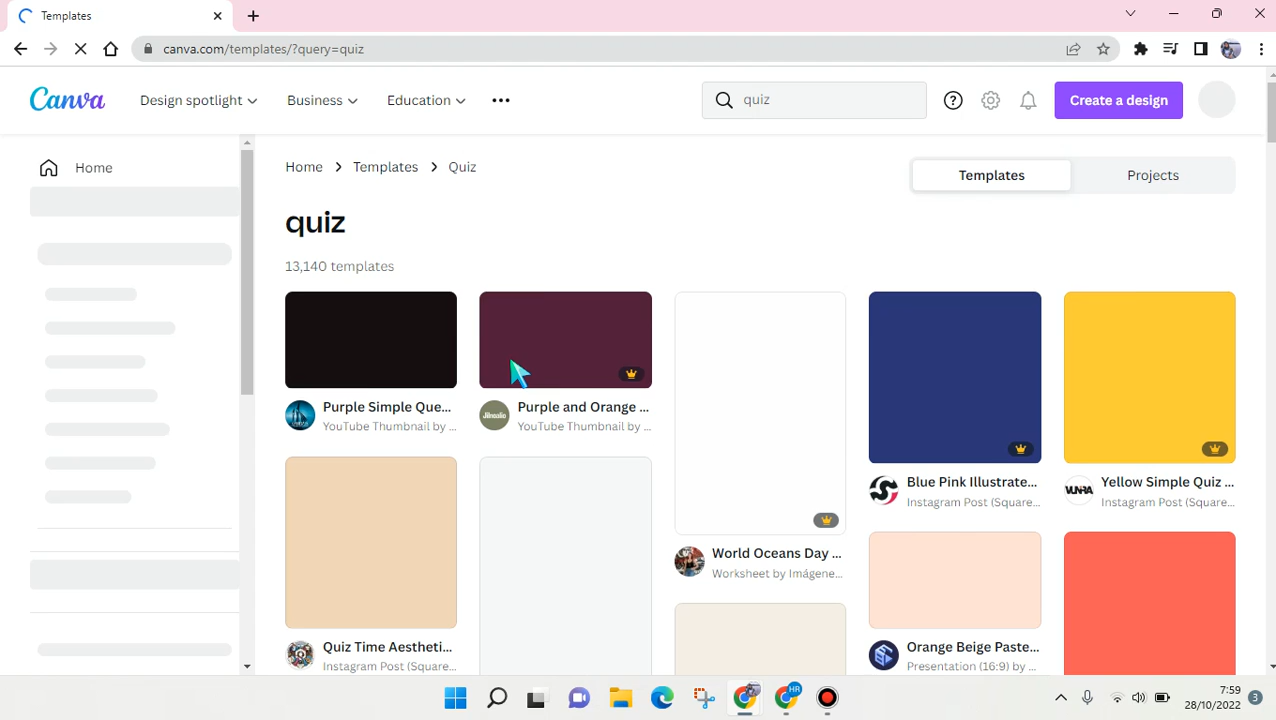 Templates
canva.com/templates/?query=quiz
Canva
Design spotlight
Business
Education
quiz
Create a design
Home
Home
Templates
Quiz
Templates
Projects
quiz
13,140 templates
Purple Simple Que...
YouTube Thumbnail by ...
Purple and Orange ...
YouTube Thumbnail by ...
Blue Pink Illustrate...
Instagram Post (Square...
Yellow Simple Quiz ...
Instagram Post (Square...
World Oceans Day ...
Worksheet by Imágene...
Quiz Time Aestheti...
Instagram Post (Square...
Orange Beige Paste...
Presentation (16:9) by ...
HR
7:59
28/10/2022
3